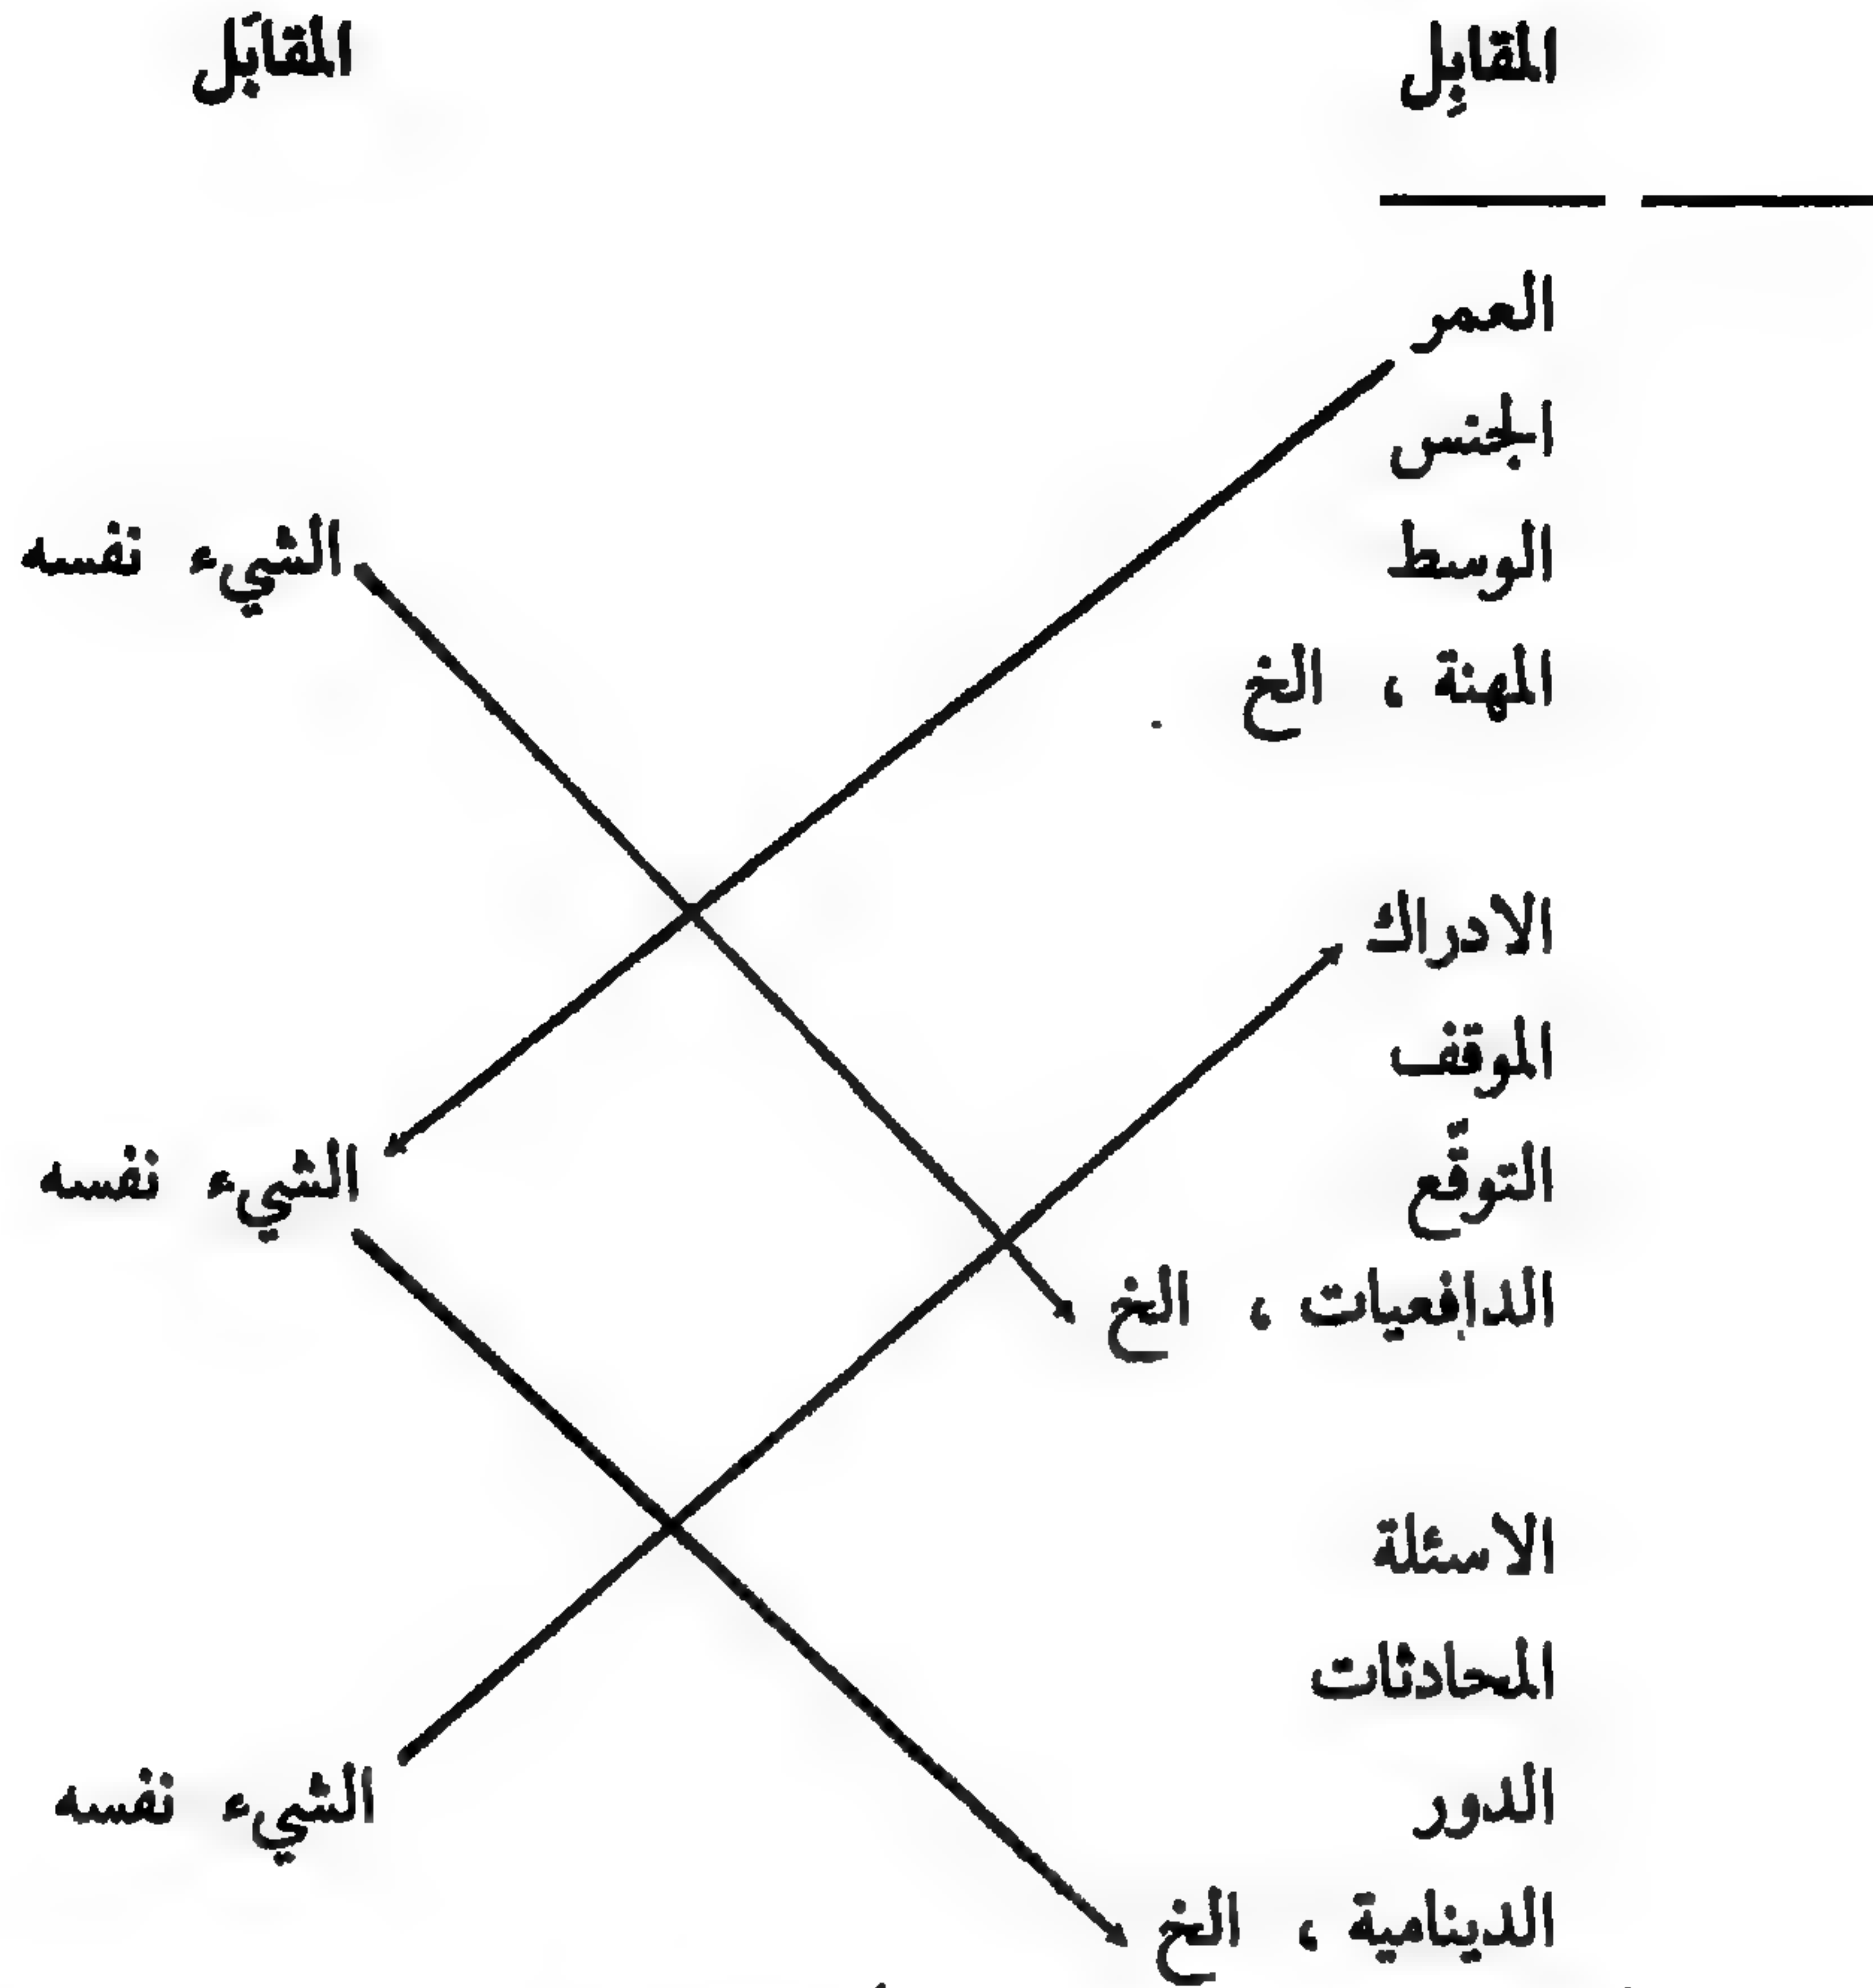 المقابِل المقابَل
العمر
الجنس
الوسط الشيء نفسه
المهنة ، الخ
الادراك
الموقف
التوقّع الشيء نفسه
الدافعيات ، الخ
الاسئلة
المحادثات
الدور الشيء نفسه
الدينامية ، الخ